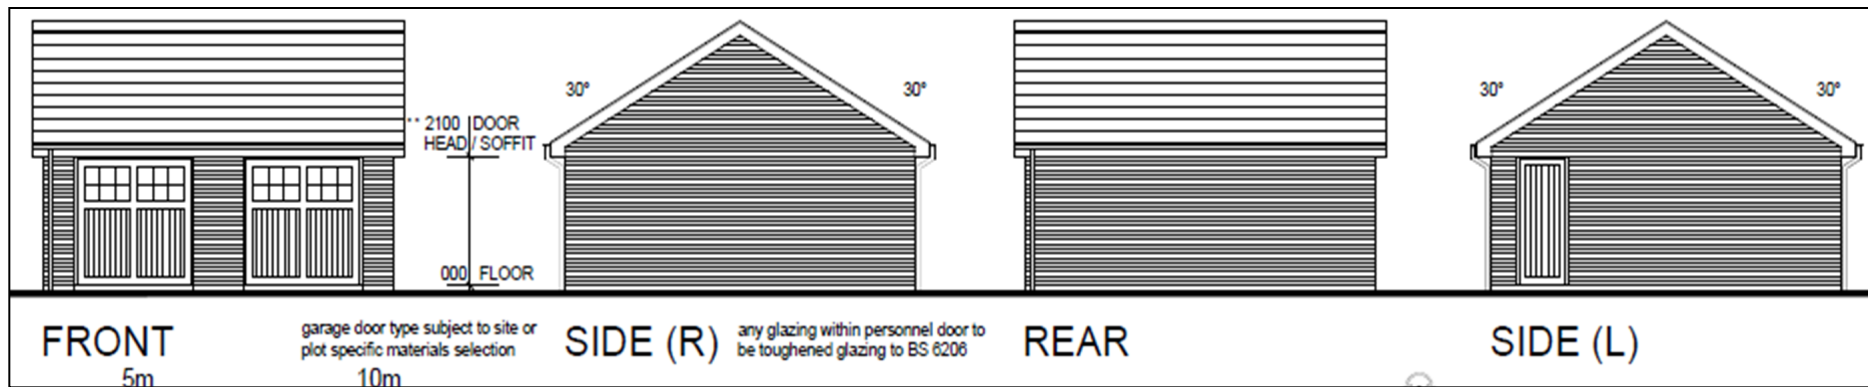 30° 30° 30° 30°
2100 DOOR
HEAD / SOFFIT
000 FLOOR
FRONT
garage door type subject to site or
plot specific materials selection
SIDE (R)
any glazing within personnel door to
be toughened glazing to BS 6206
REAR
SIDE (L)
5m 10m